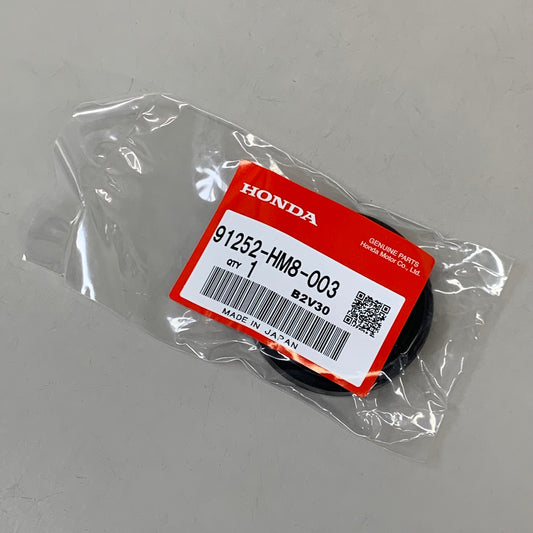 HONDA
GENUINE PARTS
Honda Motor Co., Ltd.
91252-HM8-003
QTY 1
B2V30
MADE IN JAPAN